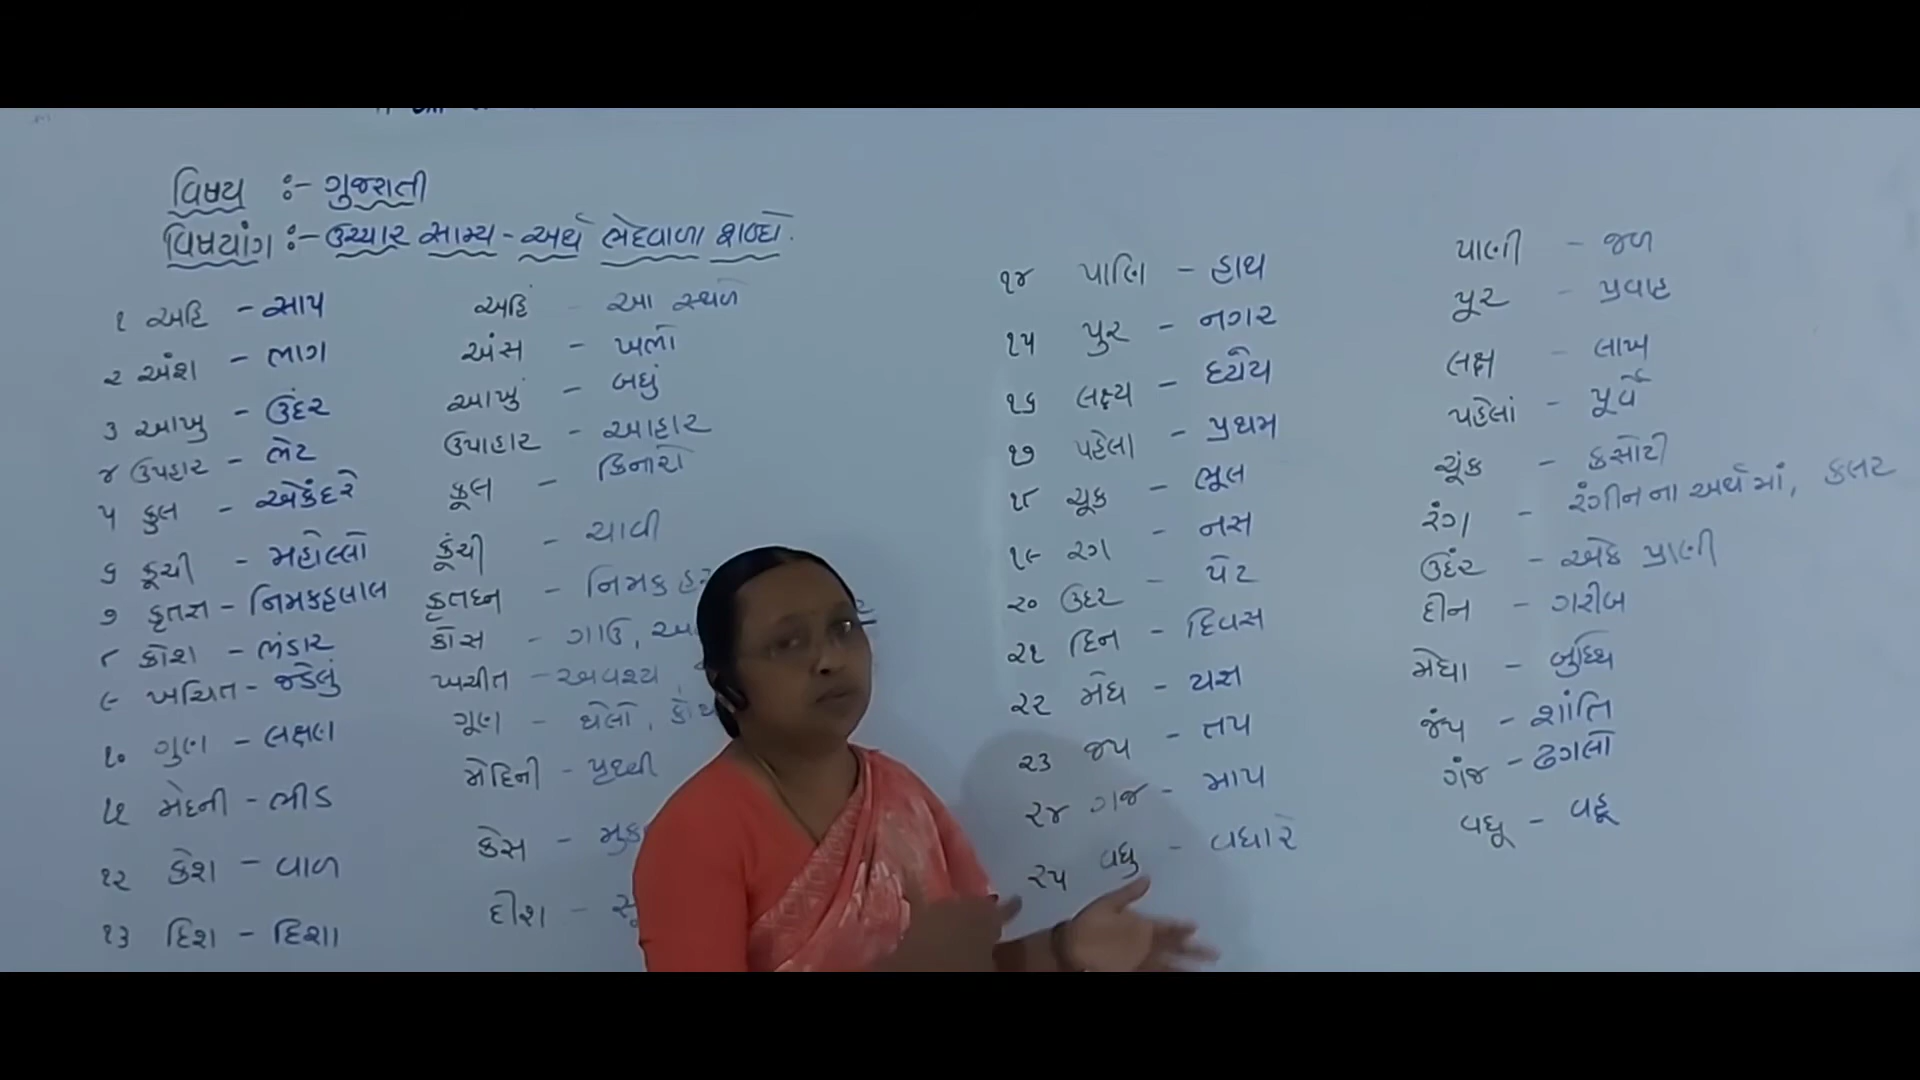 વિષય :- ગુજરાતી
વિષયાંગ :- ઉચ્ચાર સામ્ય - અર્થ ભેદવાળા શબ્દો.
૧ અહિ - સાપ અહિં - આ સ્થળે
૨ અંશ - ભાગ અંસ - ખભો
૩ આખુ - ઉંદર આખું - બધું
૪ ઉપહાર - ભેટ ઉપાહાર - આહાર
૫ કુલ - એકંદરે કૂલ - કિનારો
૬ કૂચી - મહોલ્લો કૂંચી - ચાવી
૭ કૃતજ્ઞ - નિમકહલાલ કૃતઘ્ન - નિમક
૮ કોશ - ભંડાર કોસ - ગાઉ,
૯ ખચિત - જડેલું ખચીત - અવશ્ય
૧૦ ગુણ - લક્ષણ ગૂણ - થેલો,
૧૧ મેદની - ભીડ મેદિની - પૃથ્વી
૧૨ કેશ - વાળ કેસ -
૧૩ દિશ - દિશા દીશ -
૧૪ પાણિ - હાથ પાણી - જળ
૧૫ પુર - નગર પૂર - પ્રવાહ
૧૬ લક્ષ્ય - ધ્યેય લક્ષ - લાખ
૧૭ પહેલા - પ્રથમ પહેલાં - પૂર્વે
૧૮ ચૂક - ભૂલ ચૂંક - કસોટી
૧૯ રગ - નસ રંગ - રંગીનના અર્થમાં, કલર
૨૦ ઉદર - પેટ ઉદંર - એક પ્રાણી
૨૧ દિન - દિવસ દીન - ગરીબ
૨૨ મેધ - યજ્ઞ મેધા - બુધ્ધિ
૨૩ જપ - તપ જંપ - શાંતિ
૨૪ ગજ - માપ ગંજ - ઢગલો
૨૫ વધુ - વધારે વધૂ - વહૂ